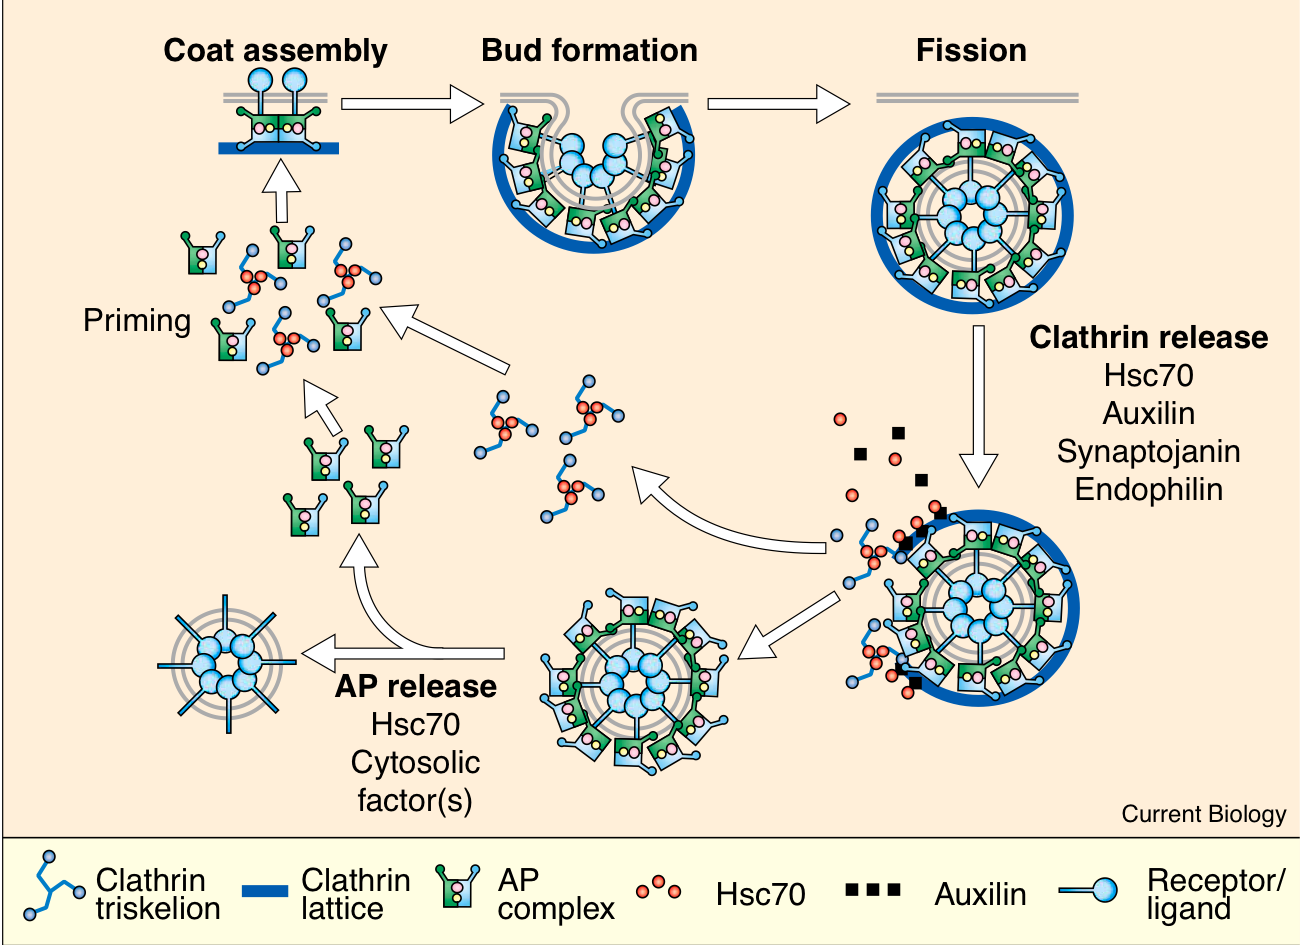 Coat assembly
Bud formation
Fission
Priming
Clathrin release
Hsc70
Auxilin
Synaptojanin
Endophilin
AP release
Hsc70
Cytosolic
factor(s)
Current Biology
Clathrin
triskelion
Clathrin
lattice
AP
complex
Hsc70
Auxilin
Receptor/
ligand